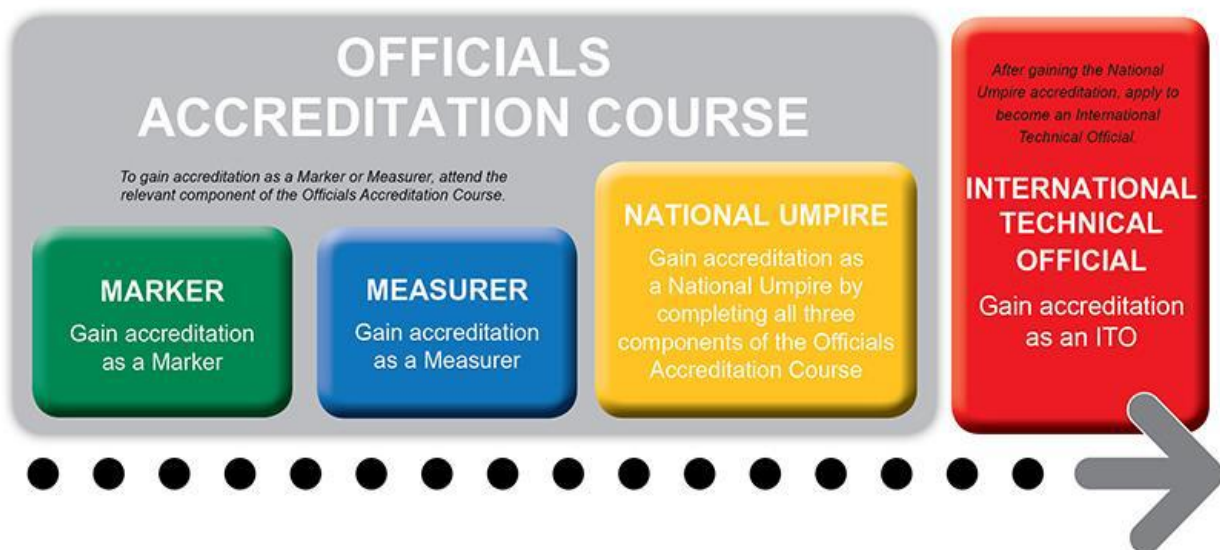 OFFICIALS
ACCREDITATION COURSE
To gain accreditation as a Marker or Measurer, attend the
relevant component of the Officials Accreditation Course.
MARKER
Gain accreditation
as a Marker
MEASURER
Gain accreditation
as a Measurer
NATIONAL UMPIRE
Gain accreditation as
a National Umpire by
completing all three
components of the Officials
Accreditation Course
After gaining the National
Umpire accreditation, apply to
become an International
Technical Official.
INTERNATIONAL
TECHNICAL
OFFICIAL
Gain accreditation
as an ITO